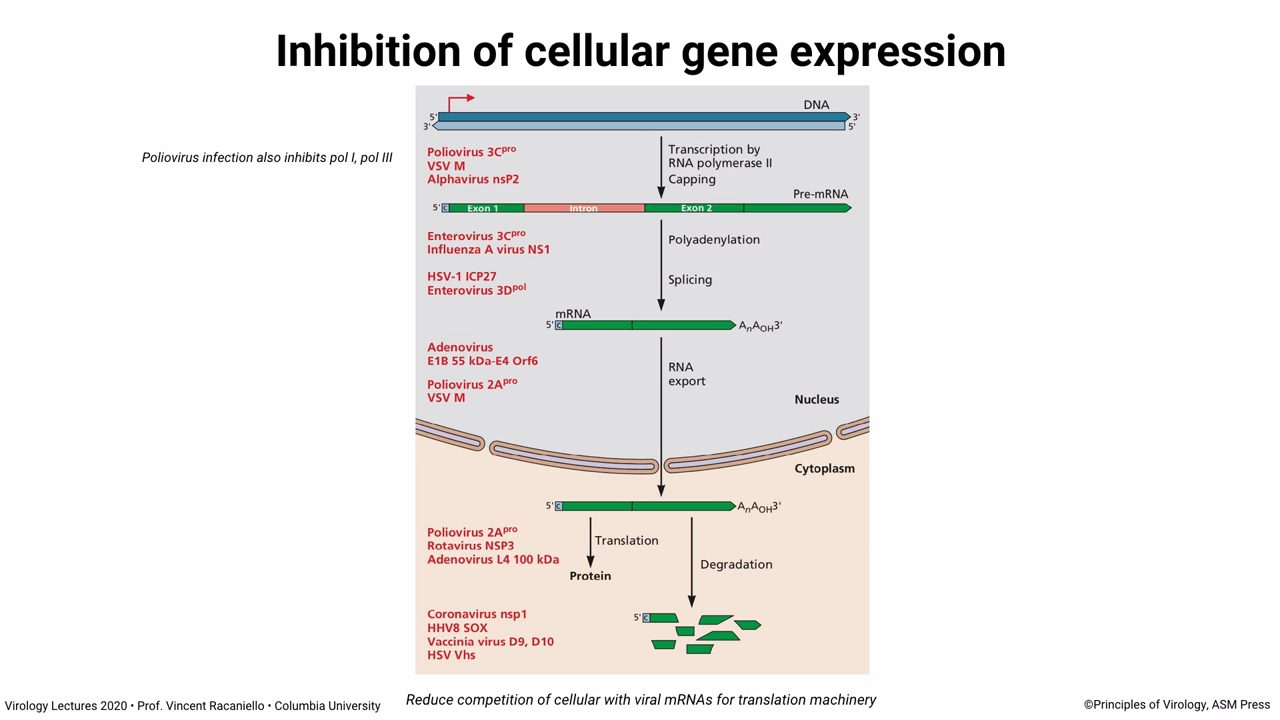 Inhibition of cellular gene expression
DNA
5' 3'
3' 5'
Poliovirus infection also inhibits pol I, pol III
Poliovirus 3Cpro
VSV M
Alphavirus nsP2
Transcription by
RNA polymerase II
Capping
Pre-mRNA
5' C Exon 1 Intron Exon 2
Enterovirus 3Cpro
Influenza A virus NS1
Polyadenylation
HSV-1 ICP27
Enterovirus 3Dpol
Splicing
mRNA
5' C AnAOH3'
Adenovirus
E1B 55 kDa-E4 Orf6
Poliovirus 2Apro
VSV M
RNA
export
Nucleus
Cytoplasm
5' C AnAOH3'
Poliovirus 2Apro
Rotavirus NSP3
Adenovirus L4 100 kDa
Translation
Protein
Degradation
Coronavirus nsp1
HHV8 SOX
Vaccinia virus D9, D10
HSV Vhs
5' C
Reduce competition of cellular with viral mRNAs for translation machinery
Virology Lectures 2020 • Prof. Vincent Racaniello • Columbia University
©Principles of Virology, ASM Press